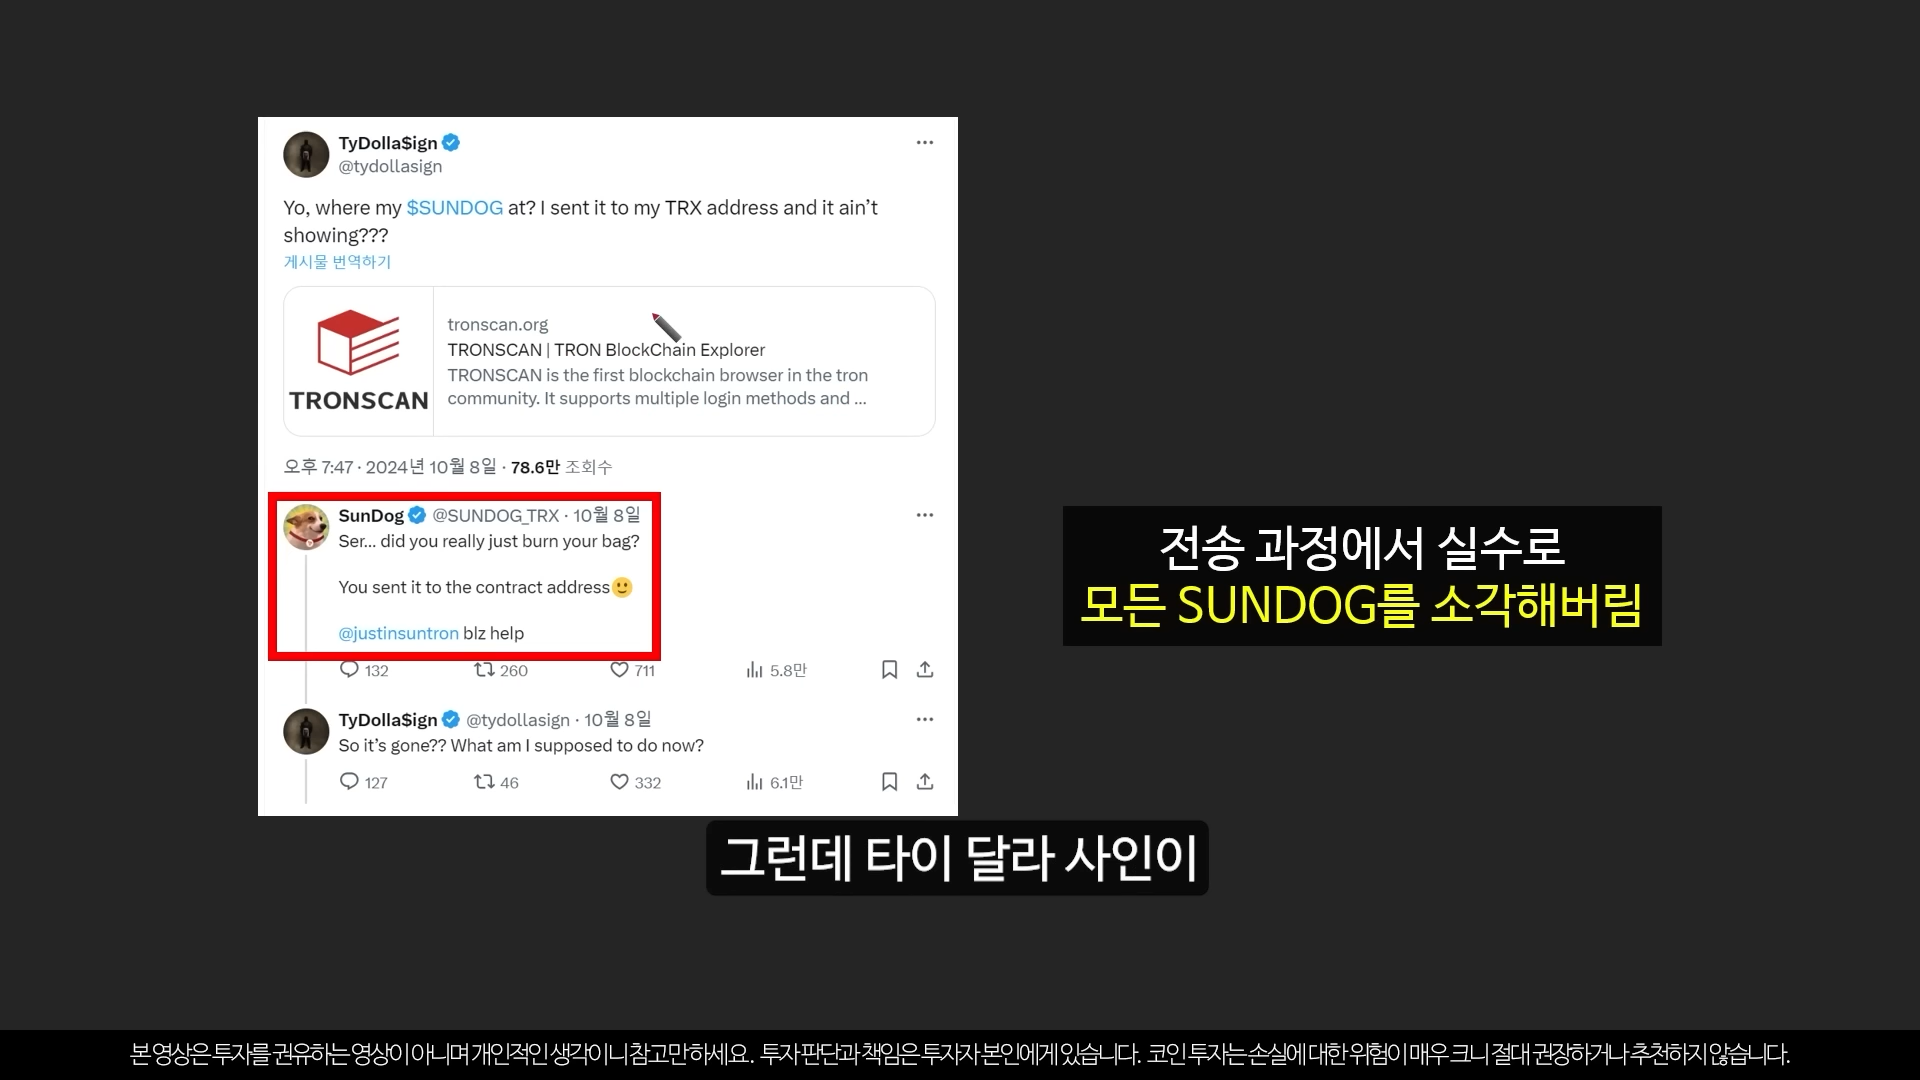 TyDolla$ign
@tydollasign
Yo, where my $SUNDOG at? I sent it to my TRX address and it ain’t
showing???
게시물 번역하기
TRONSCAN
tronscan.org
TRONSCAN | TRON BlockChain Explorer
TRONSCAN is the first blockchain browser in the tron
community. It supports multiple login methods and ...
오후 7:47 · 2024년 10월 8일 · 78.6만 조회수
SunDog @SUNDOG_TRX · 10월 8일
Ser... did you really just burn your bag?
You sent it to the contract address🙂
@justinsuntron blz help
132 260 711 5.8만
TyDolla$ign @tydollasign · 10월 8일
So it’s gone?? What am I supposed to do now?
127 46 332 6.1만
전송 과정에서 실수로
모든 SUNDOG를 소각해버림
그런데 타이 달라 사인이
본 영상은 투자를 권유하는 영상이 아니며 개인적인 생각이니 참고만 하세요. 투자 판단과 책임은 투자자 본인에게 있습니다. 코인 투자는 손실에 대한 위험이 매우 크니 절대 권장하거나 추천하지 않습니다.